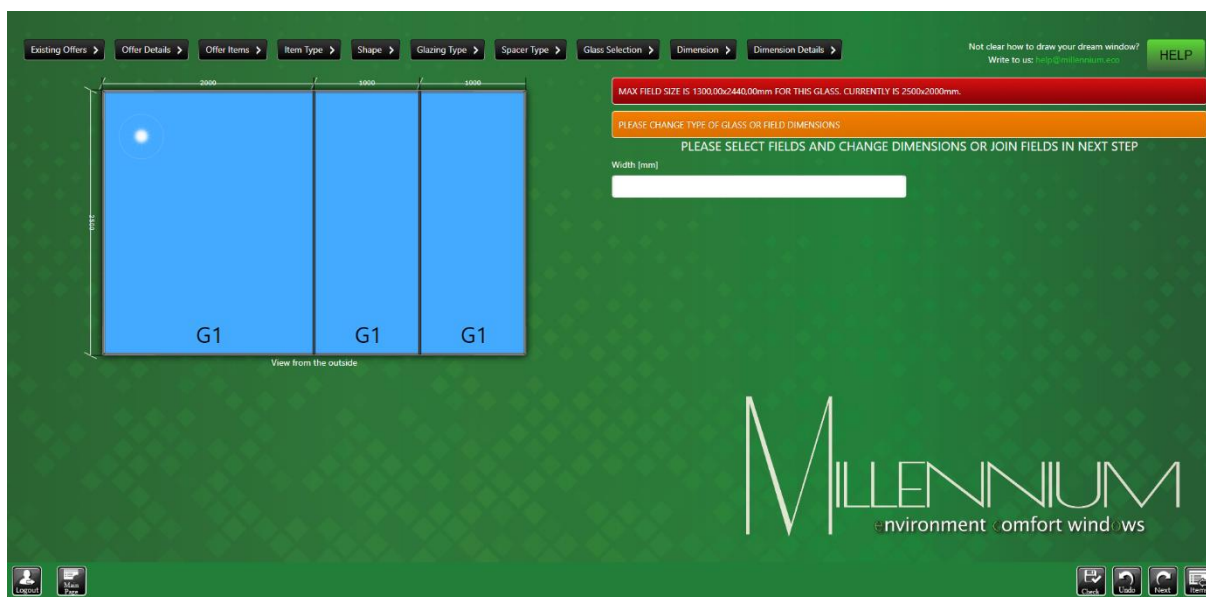 Existing Offers > Offer Details > Offer Items > Item Type > Shape > Glazing Type > Spacer Type > Glass Selection > Dimension > Dimension Details >
Not clear how to draw your dream window?
Write to us: help@millennium.eco
HELP
2000 1000 1000
MAX FIELD SIZE IS 1300,00x2440,00mm FOR THIS GLASS. CURRENTLY IS 2500x2000mm.
PLEASE CHANGE TYPE OF GLASS OR FIELD DIMENSIONS
PLEASE SELECT FIELDS AND CHANGE DIMENSIONS OR JOIN FIELDS IN NEXT STEP
Width [mm]
2500
G1 G1 G1
View from the outside
MILLENNIUM
environment comfort windows
Logout
Main
Page
Check
Undo
Next
Item